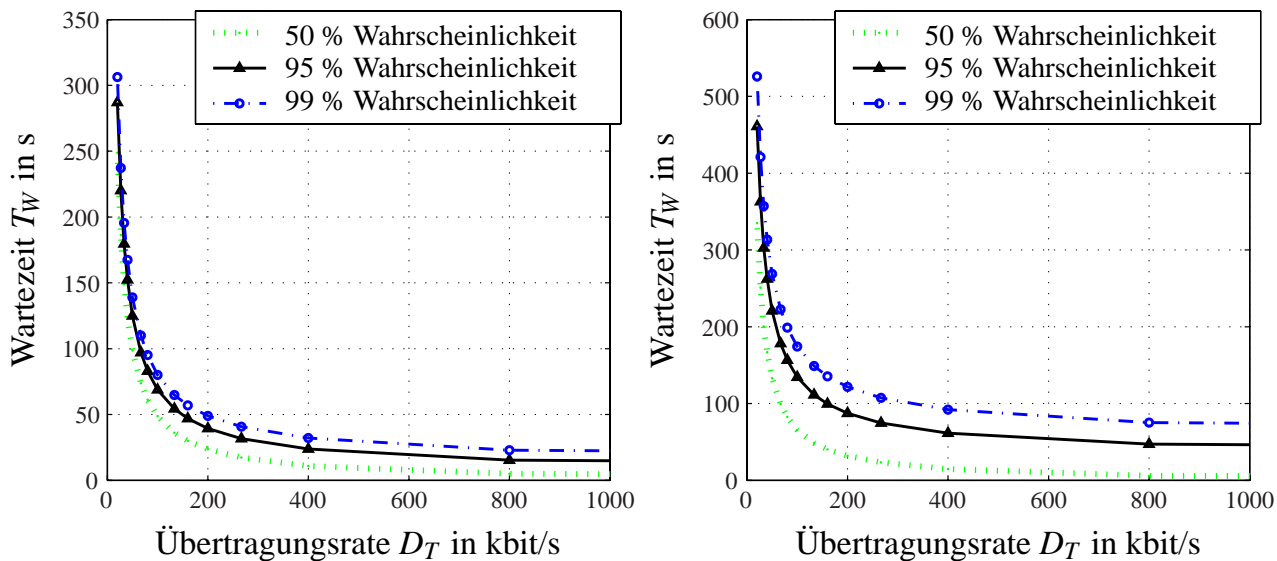 350
300
250
200
150
100
50
0
0
200
400
600
800
1000
Wartezeit T_W in s
Übertragungsrate D_T in kbit/s
50 % Wahrscheinlichkeit
95 % Wahrscheinlichkeit
99 % Wahrscheinlichkeit
600
500
400
300
200
100
0
0
200
400
600
800
1000
Wartezeit T_W in s
Übertragungsrate D_T in kbit/s
50 % Wahrscheinlichkeit
95 % Wahrscheinlichkeit
99 % Wahrscheinlichkeit